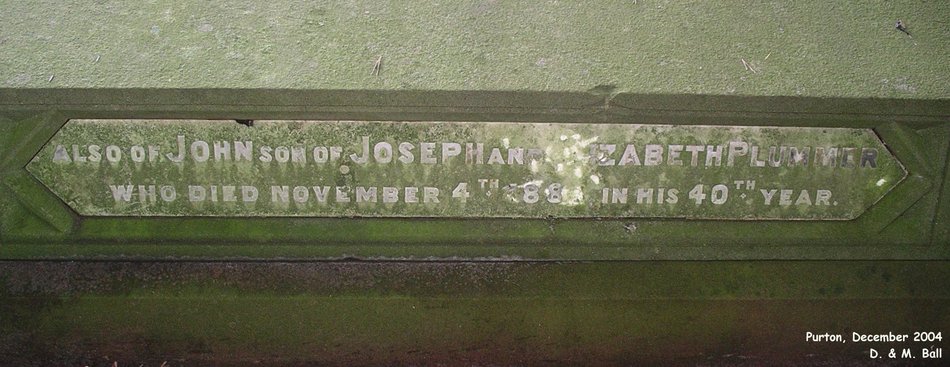 ALSO OF JOHN SON OF JOSEPH AND ELIZABETH PLUMMER
WHO DIED NOVEMBER 4TH IN HIS 40TH YEAR.
Purton, December 2004
D. & M. Ball